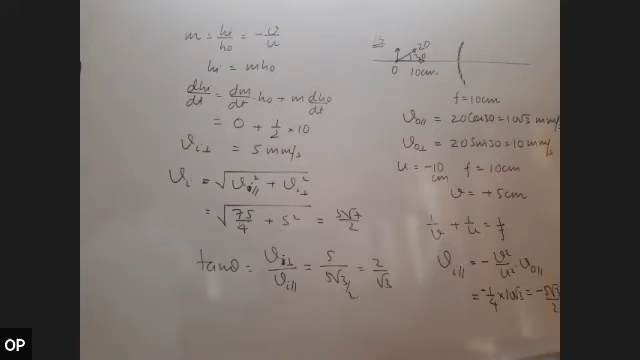 m = hi/ho = -v/u
hi = mho
dhi/dt = dm/dt · ho + m dho/dt
= 0 + 1/2 × 10
vi⊥ = 5 mm/s
vi = √(vi∥² + vi⊥²)
= √(75/4 + 5²) = 5√7/2
tanθ = vi⊥/vi∥ = 5/(5√3/2) = 2/√3
20
30
O 10cm
f = 10cm
vo∥ = 20cos30 = 10√3 mm/s
vo⊥ = 20 sin30 = 10 mm/s
u = -10 cm f = 10cm
v = +5cm
1/v + 1/u = 1/f
vi∥ = -v²/u² · vo∥
= -1/4 × 10√3 = -5√3/2
OP